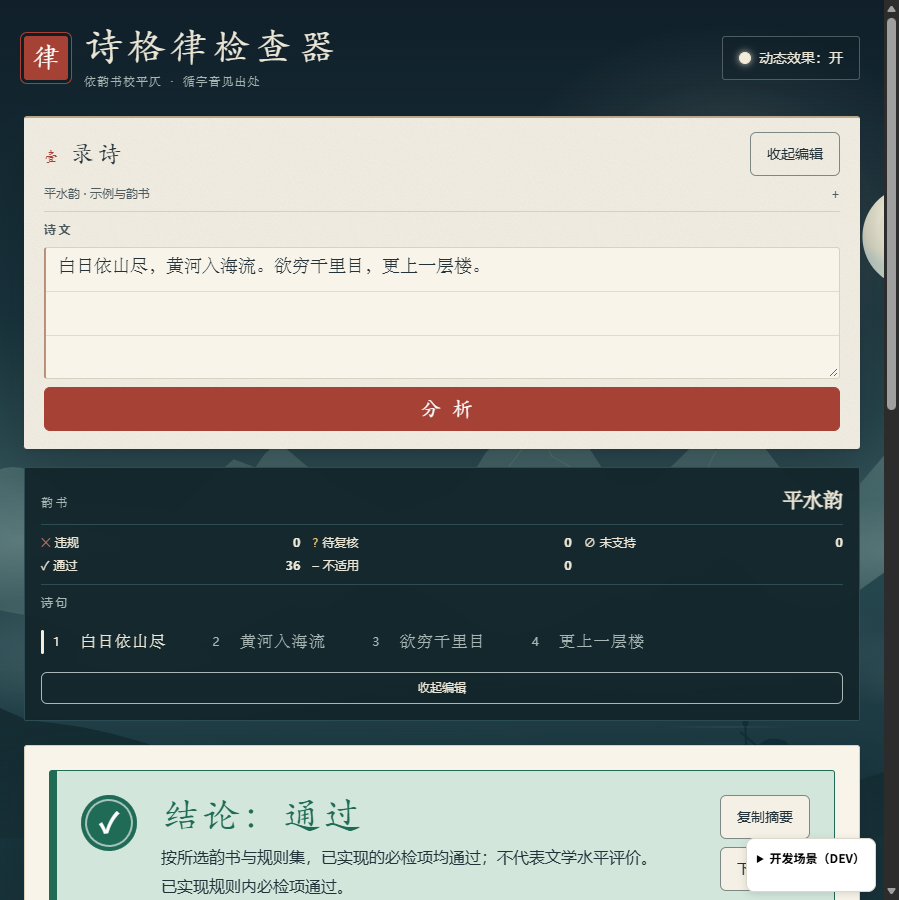 律
诗格律检查器
依韵书校平仄 · 循字音见出处
动态效果：开
壹 录诗
收起编辑
平水韵 · 示例与韵书 +
诗文
白日依山尽，黄河入海流。欲穷千里目，更上一层楼。
分析
韵书 平水韵
× 违规 0 ? 待复核 0 ∅ 未支持 0
✓ 通过 36 – 不适用 0
诗句
1 白日依山尽 2 黄河入海流 3 欲穷千里目 4 更上一层楼
收起编辑
结论：通过
复制摘要
按所选韵书与规则集，已实现的必检项均通过；不代表文学水平评价。
已实现规则内必检项通过。
▶ 开发场景（DEV）